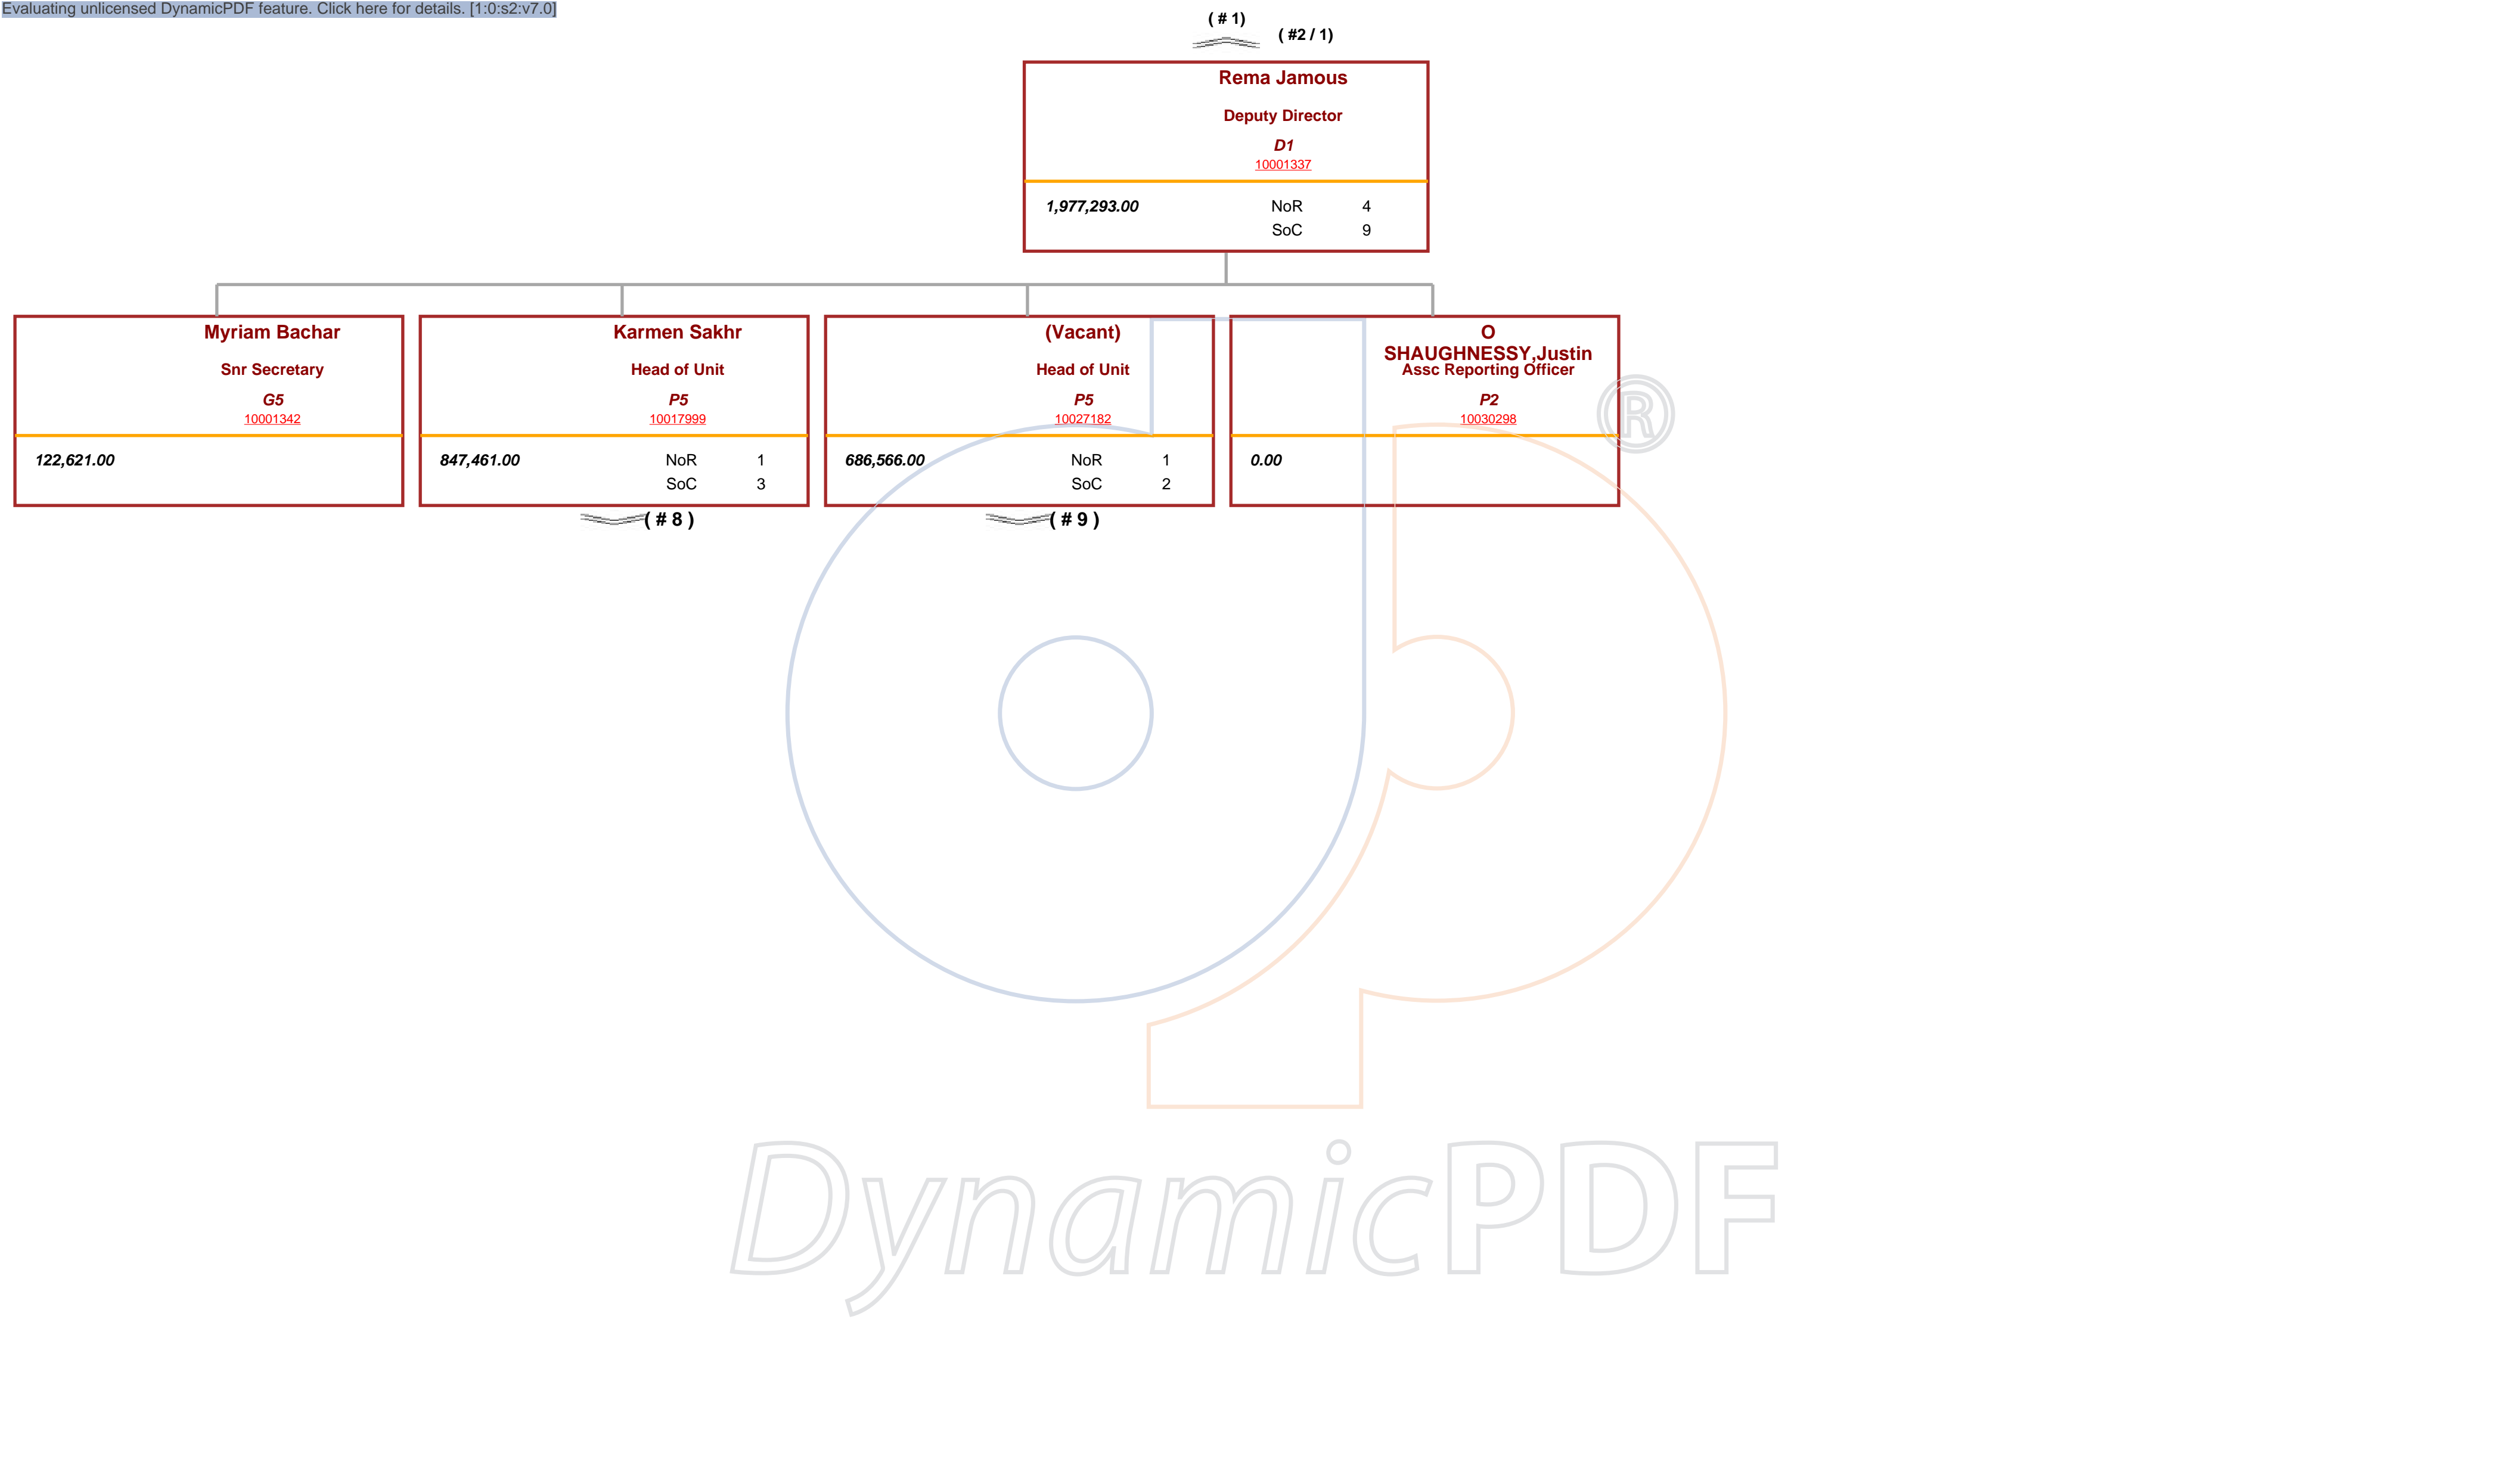 Evaluating unlicensed DynamicPDF feature. Click here for details. [1:0:s2:v7.0]
( # 1)
( #2 / 1)
Rema Jamous
Deputy Director
D1
10001337
1,977,293.00 NoR 4
SoC 9
Myriam Bachar
Snr Secretary
G5
10001342
122,621.00
Karmen Sakhr
Head of Unit
P5
10017999
847,461.00 NoR 1
SoC 3
( # 8 )
(Vacant)
Head of Unit
P5
10027182
686,566.00 NoR 1
SoC 2
( # 9 )
O
SHAUGHNESSY,Justin
Assc Reporting Officer
P2
10030298
0.00
®
DynamicPDF